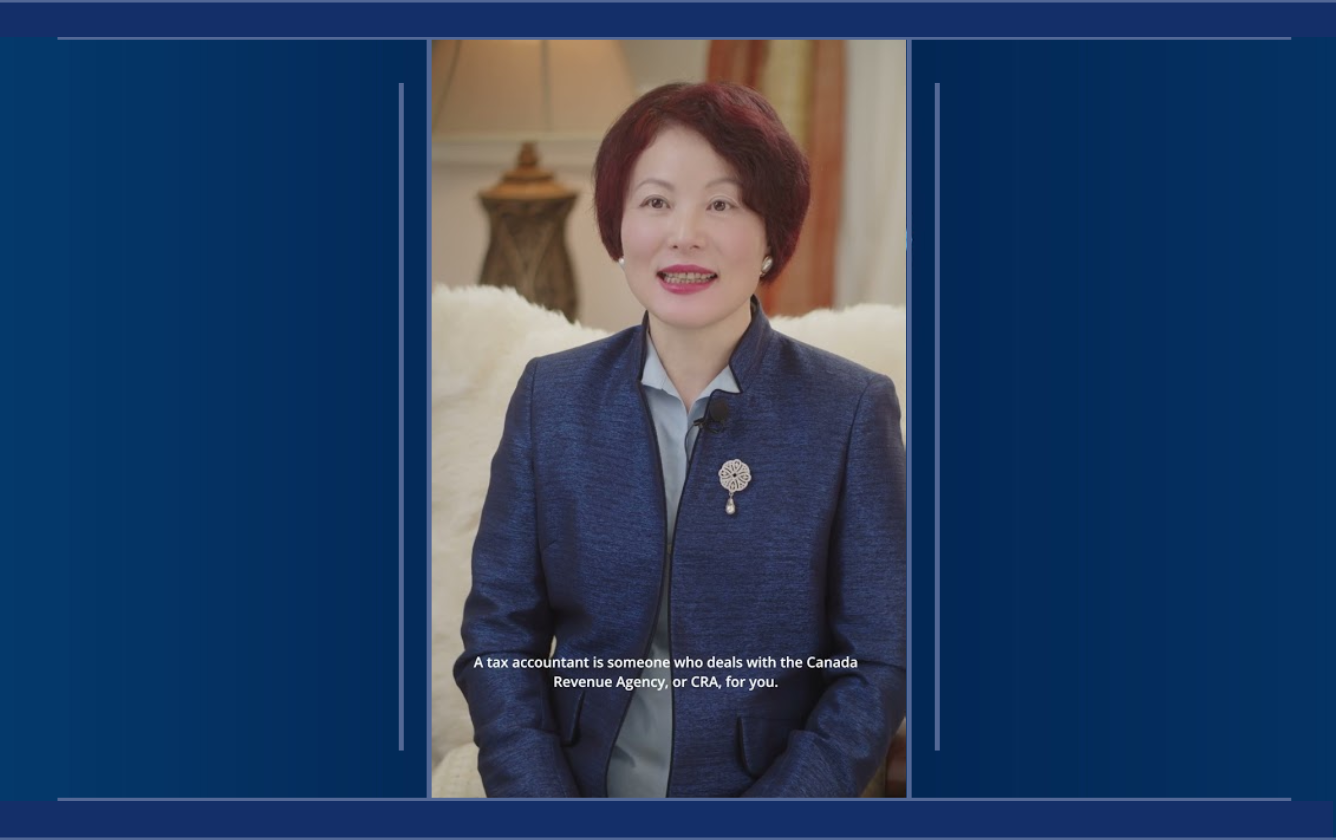 A tax accountant is someone who deals with the Canada
Revenue Agency, or CRA, for you.